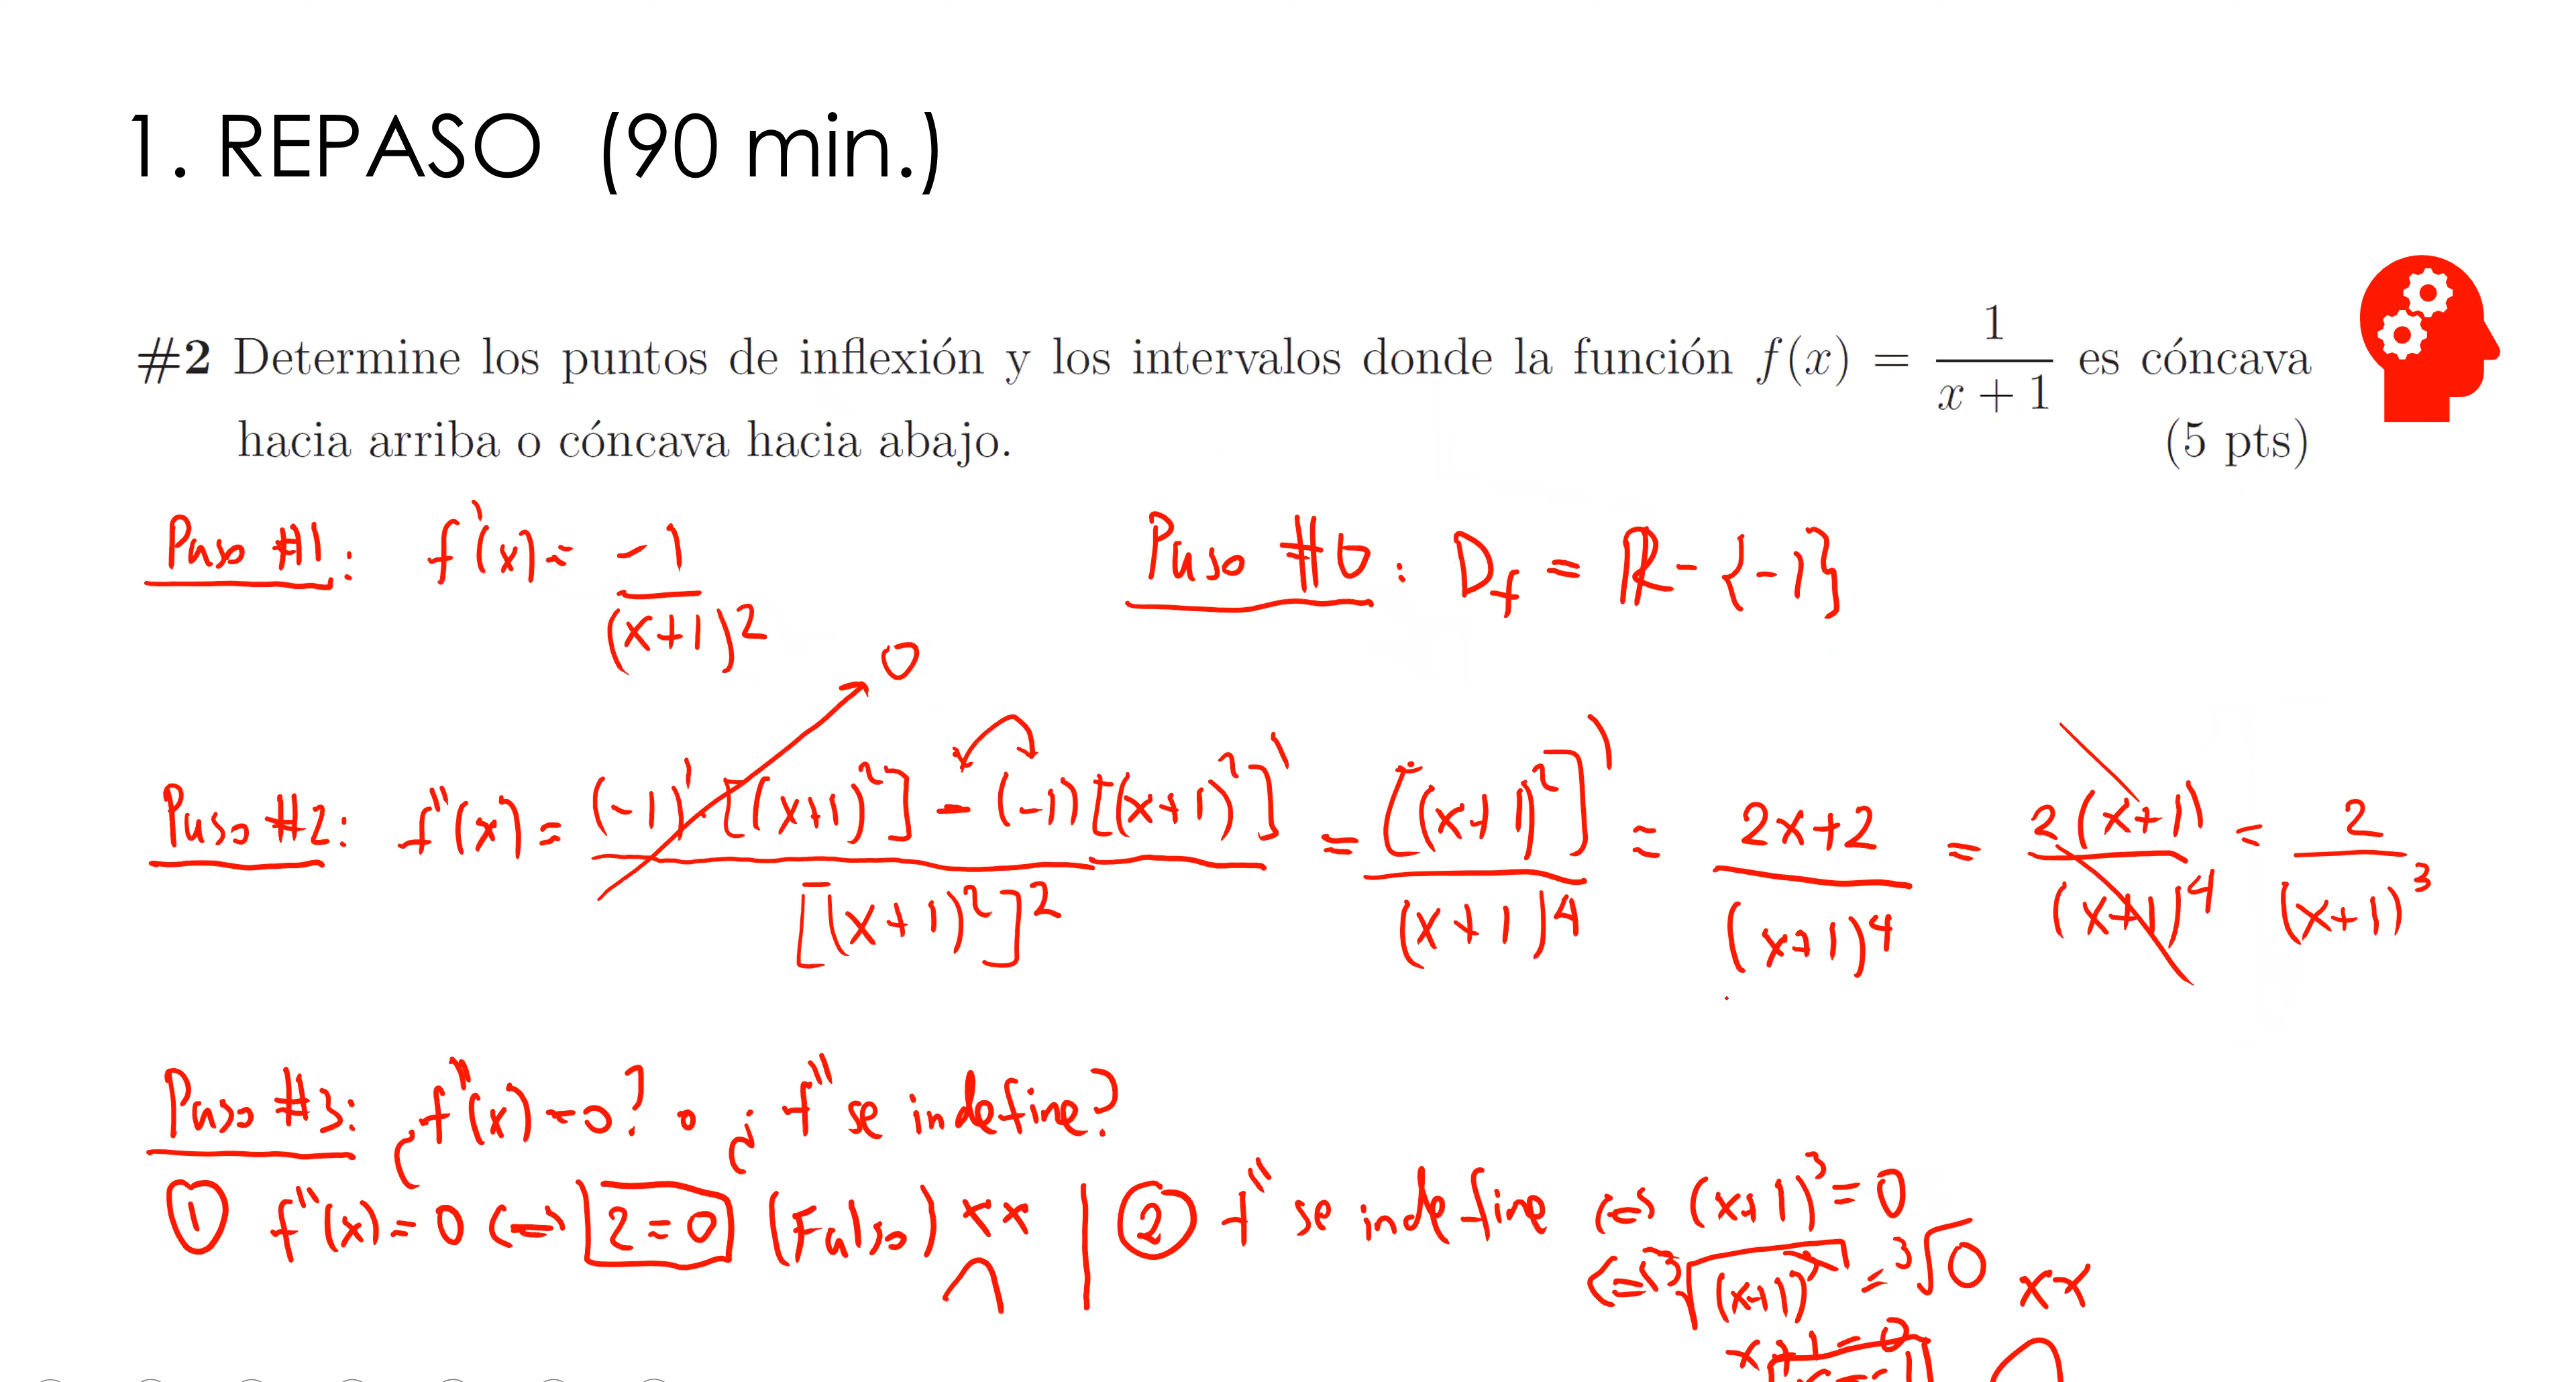 1. REPASO (90 min.)
#2 Determine los puntos de inflexión y los intervalos donde la función f(x) = 1/(x + 1) es cóncava
hacia arriba o cóncava hacia abajo. (5 pts)
Paso #1: f'(x) = -1/(x+1)^2
Paso #0: D_f = ℝ - {-1}
0
Paso #2: f''(x) = ((-1)' · [(x+1)^2] - (-1)[(x+1)^2]')/[(x+1)^2]^2 = [(x+1)^2]'/(x+1)^4 = (2x+2)/(x+1)^4 = 2(x+1)/(x+1)^4 = 2/(x+1)^3
Paso #3: ¿f''(x) = 0? o ¿f'' se indefine?
① f''(x) = 0 ⟺ 2 = 0 (Falso) xx
② f'' se indefine ⟺ (x+1)^3 = 0
⟺ ∛(x+1)^3 = ∛0 xx
x+1 = 0